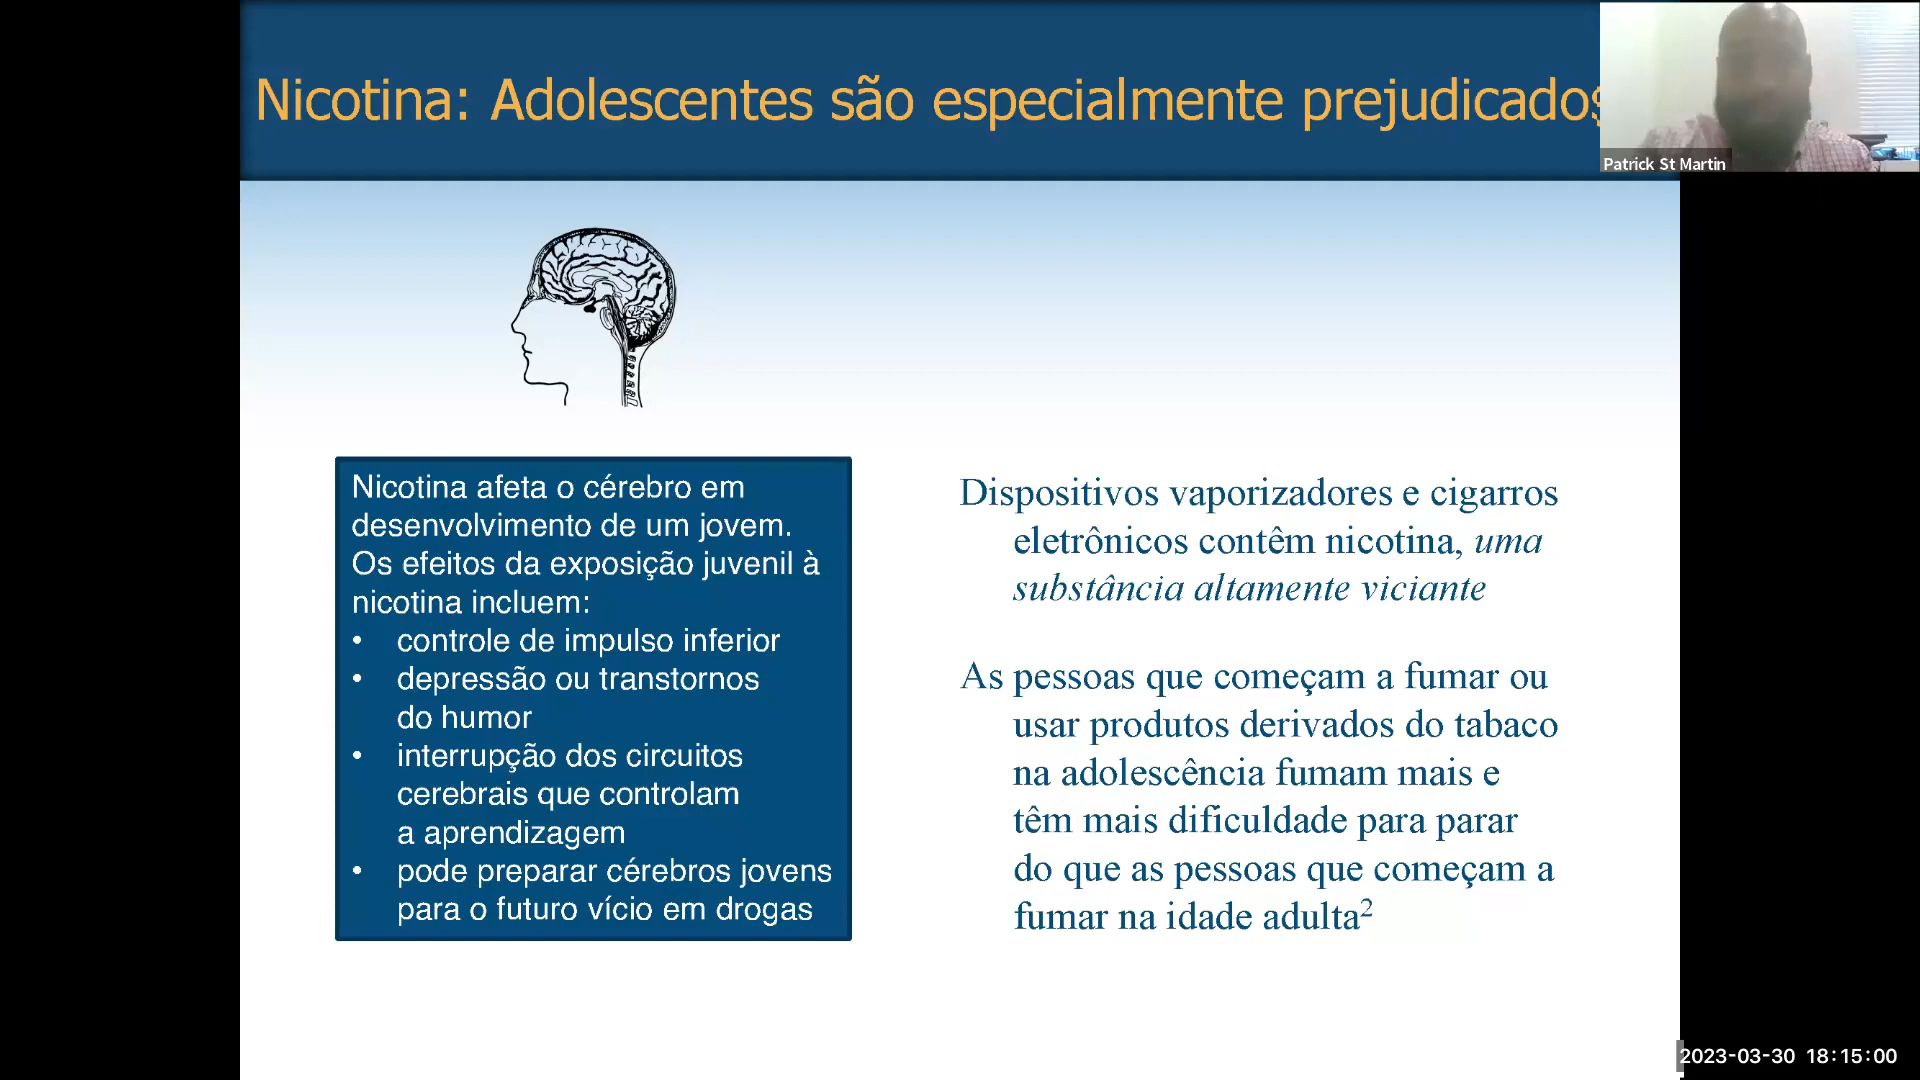 Nicotina: Adolescentes são especialmente prejudicados
Patrick St Martin
Nicotina afeta o cérebro em
desenvolvimento de um jovem.
Os efeitos da exposição juvenil à
nicotina incluem:
• controle de impulso inferior
• depressão ou transtornos
do humor
• interrupção dos circuitos
cerebrais que controlam
a aprendizagem
• pode preparar cérebros jovens
para o futuro vício em drogas
Dispositivos vaporizadores e cigarros
eletrônicos contêm nicotina, uma
substância altamente viciante
As pessoas que começam a fumar ou
usar produtos derivados do tabaco
na adolescência fumam mais e
têm mais dificuldade para parar
do que as pessoas que começam a
fumar na idade adulta²
2023-03-30 18:15:00